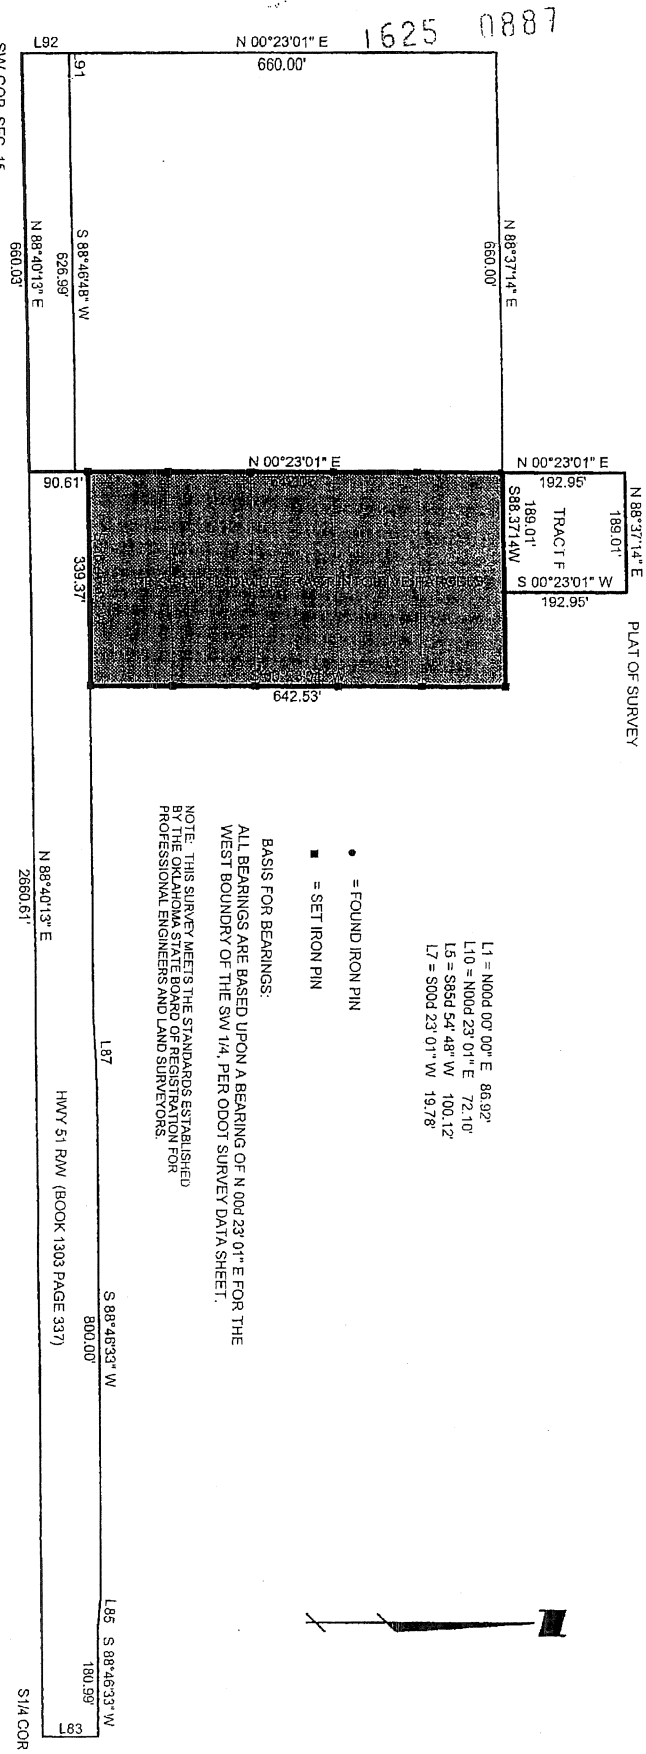 1625 0887
PLAT OF SURVEY
N 88°37'14" E
189.01'
N 00°23'01" E
192.95'
TRACT F
189.01'
S88.3714W
S 00°23'01" W
192.95'
N 88°37'14" E
660.00'
N 00°23'01" E
660.00'
L92
L91
S 88°46'48" W
626.99'
N 88°40'13" E
660.03'
SW COR. SEC. 15
N 00°23'01" E
90.61'
339.37'
642.53'
L1 = N00d 00' 00" E 86.92'
L10 = N00d 23' 01" E 72.10'
L5 = S85d 54' 48" W 100.12'
L7 = S00d 23' 01" W 19.78'
● = FOUND IRON PIN
■ = SET IRON PIN
BASIS FOR BEARINGS:
ALL BEARINGS ARE BASED UPON A BEARING OF N 00d 23' 01" E FOR THE
WEST BOUNDRY OF THE SW 1/4, PER ODOT SURVEY DATA SHEET.
NOTE: THIS SURVEY MEETS THE STANDARDS ESTABLISHED
BY THE OKLAHOMA STATE BOARD OF REGISTRATION FOR
PROFESSIONAL ENGINEERS AND LAND SURVEYORS.
L87
S 88°46'33" W
800.00'
L85
S 88°46'33" W
180.99'
N 88°40'13" E
2660.61'
HWY 51 R/W (BOOK 1303 PAGE 337)
L83
S1/4 COR